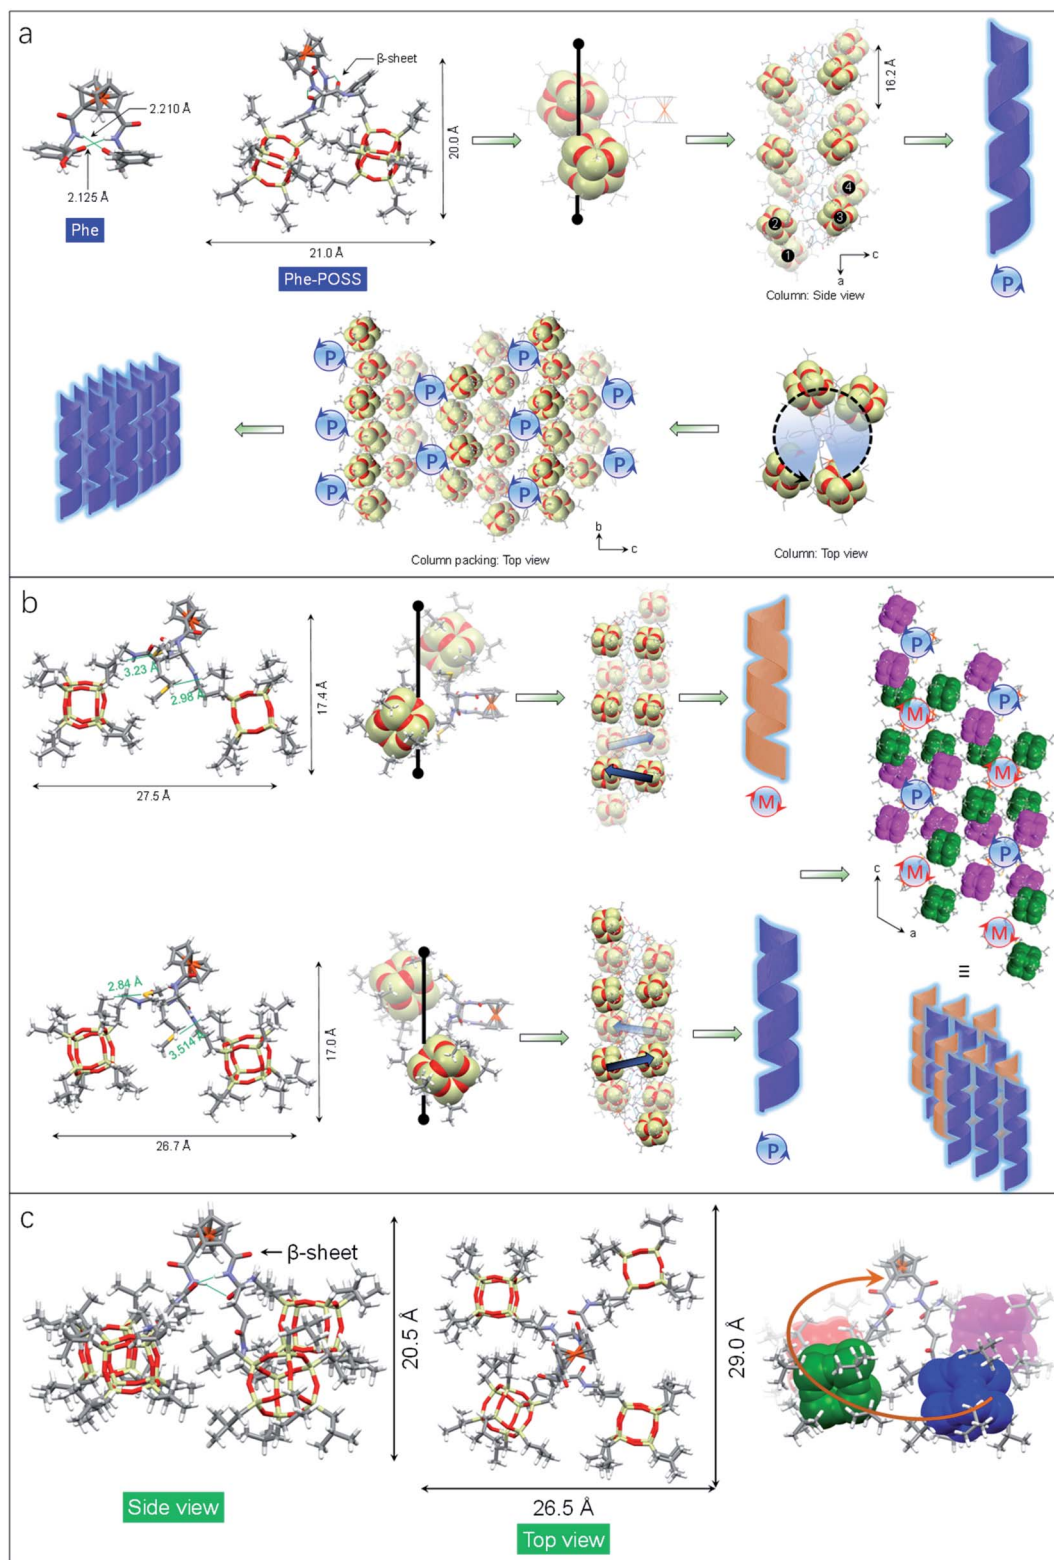 a
2.210 Å
2.125 Å
Phe
β-sheet
20.0 Å
21.0 Å
Phe-POSS
16.2 Å
1
2
3
4
c
a
Column: Side view
P
P
P
P
P
P
P
P
P
P
P
b
c
Column packing: Top view
Column: Top view
b
3.23 Å
2.98 Å
17.4 Å
27.5 Å
M
P
P
M
M
P
P
M
M
c
a
≡
2.84 Å
3.514 Å
17.0 Å
26.7 Å
P
c
β-sheet
20.5 Å
29.0 Å
26.5 Å
Side view
Top view